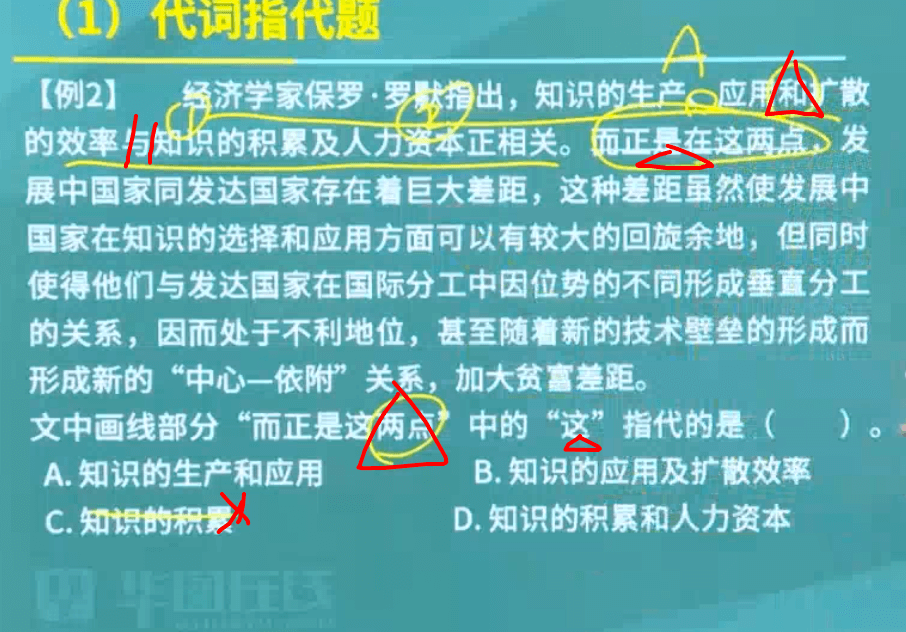 （1）代词指代题
A
【例2】 经济学家保罗·罗默指出，知识的生产、应用和扩散
的效率与知识的积累及人力资本正相关。而正是在这两点，发
展中国家同发达国家存在着巨大差距，这种差距虽然使发展中
国家在知识的选择和应用方面可以有较大的回旋余地，但同时
使得他们与发达国家在国际分工中因位势的不同形成垂直分工
的关系，因而处于不利地位，甚至随着新的技术壁垒的形成而
形成新的“中心—依附”关系，加大贫富差距。
文中画线部分“而正是这两点”中的“这”指代的是（ ）。
A. 知识的生产和应用 B. 知识的应用及扩散效率
C. 知识的积累 D. 知识的积累和人力资本
华图在线